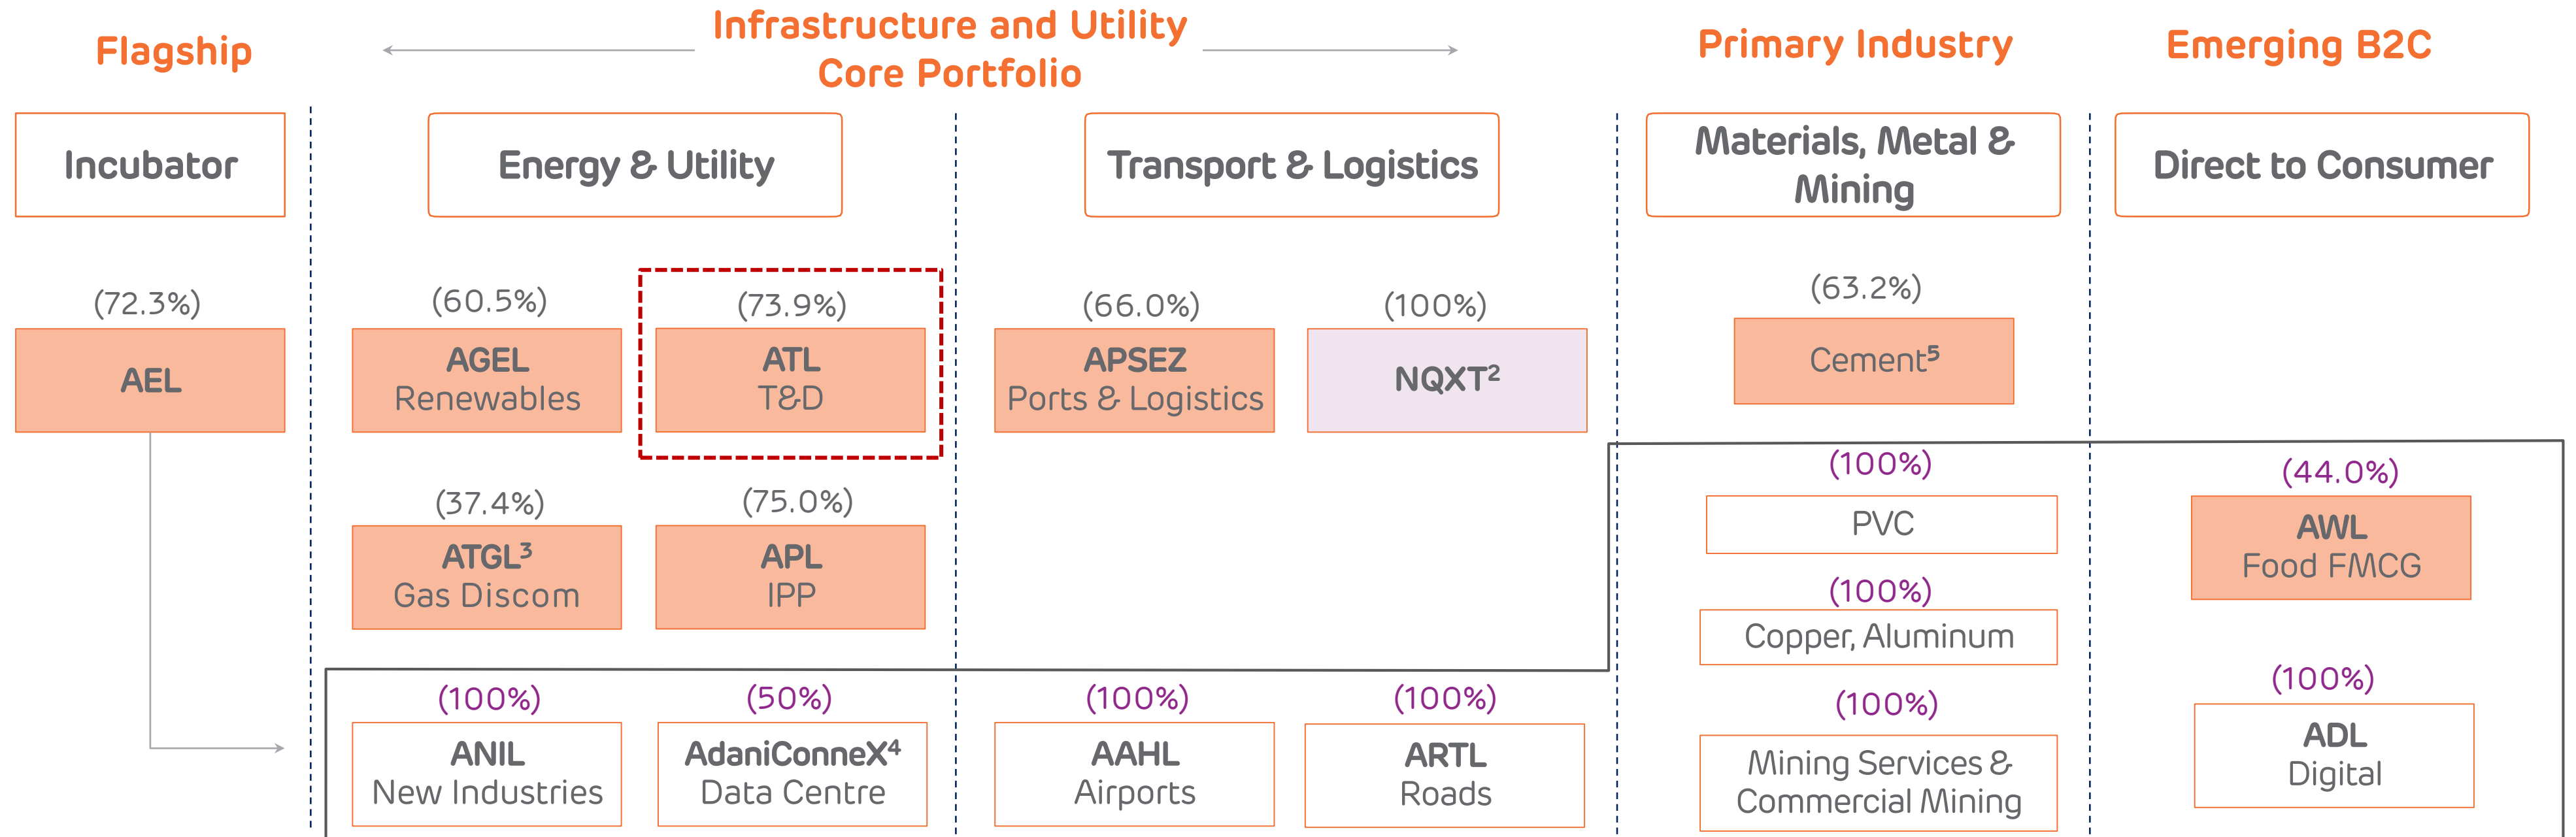 Flagship
Infrastructure and Utility
Core Portfolio
Primary Industry
Emerging B2C
Incubator
Energy & Utility
Transport & Logistics
Materials, Metal &
Mining
Direct to Consumer
(72.3%)
AEL
(60.5%)
AGEL
Renewables
(73.9%)
ATL
T&D
(66.0%)
APSEZ
Ports & Logistics
(100%)
NQXT²
(63.2%)
Cement⁵
(37.4%)
ATGL³
Gas Discom
(75.0%)
APL
IPP
(100%)
PVC
(100%)
Copper, Aluminum
(100%)
Mining Services &
Commercial Mining
(44.0%)
AWL
Food FMCG
(100%)
ADL
Digital
(100%)
ANIL
New Industries
(50%)
AdaniConneX⁴
Data Centre
(100%)
AAHL
Airports
(100%)
ARTL
Roads